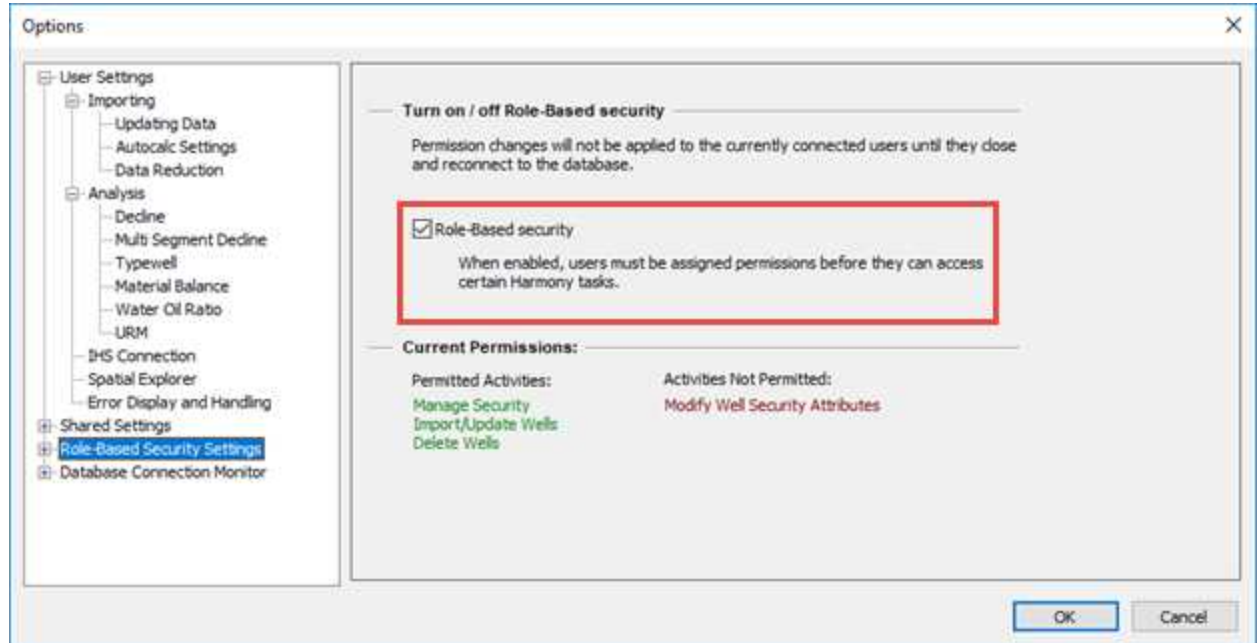 Options
User Settings
Importing
Updating Data
Autocalc Settings
Data Reduction
Analysis
Decline
Multi Segment Decline
Typewell
Material Balance
Water Oil Ratio
URM
IHS Connection
Spatial Explorer
Error Display and Handling
Shared Settings
Role-Based Security Settings
Database Connection Monitor
Turn on / off Role-Based security
Permission changes will not be applied to the currently connected users until they close
and reconnect to the database.
Role-Based security
When enabled, users must be assigned permissions before they can access
certain Harmony tasks.
Current Permissions:
Permitted Activities:
Manage Security
Import/Update Wells
Delete Wells
Activities Not Permitted:
Modify Well Security Attributes
OK
Cancel